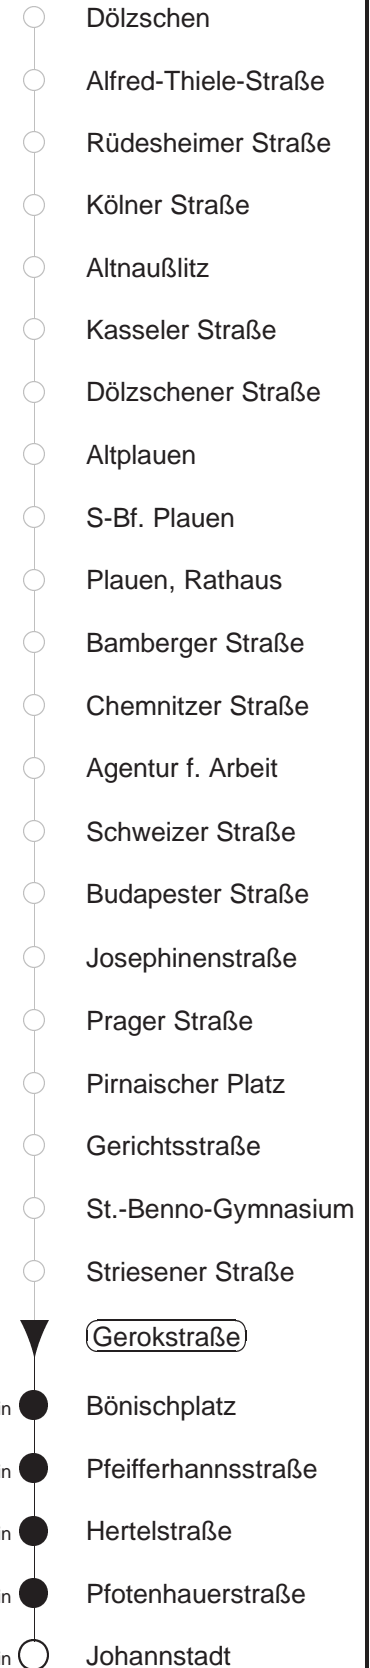 Dölzschen
Alfred-Thiele-Straße
Rüdesheimer Straße
Kölner Straße
Altnaußlitz
Kasseler Straße
Dölzschener Straße
Altplauen
S-Bf. Plauen
Plauen, Rathaus
Bamberger Straße
Chemnitzer Straße
Agentur f. Arbeit
Schweizer Straße
Budapester Straße
Josephinenstraße
Prager Straße
Pirnaischer Platz
Gerichtsstraße
St.-Benno-Gymnasium
Striesener Straße
Gerokstraße
Bönischplatz
Pfeifferhannsstraße
Hertelstraße
Pfotenhauerstraße
Johannstadt